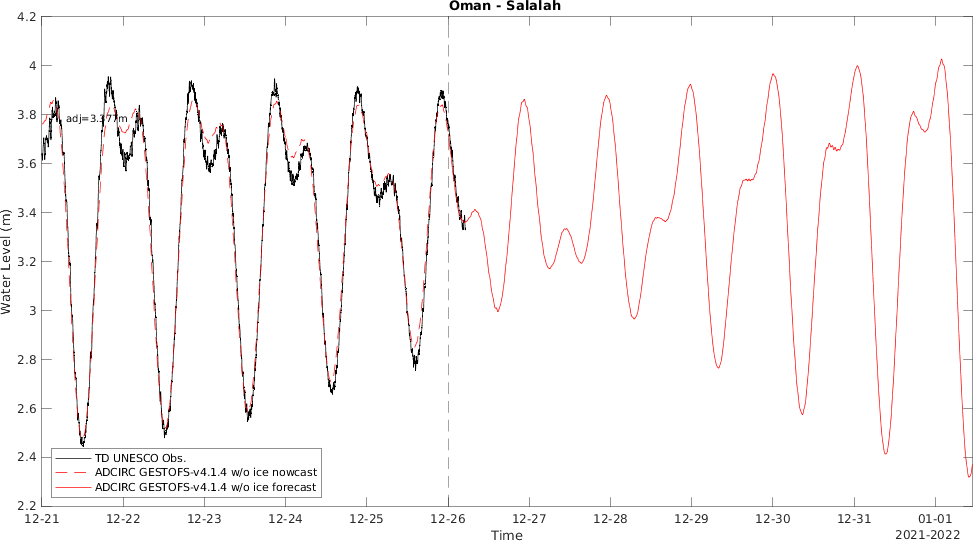 Oman - Salalah
4.2
4
3.8
3.6
3.4
3.2
3
2.8
2.6
2.4
2.2
Water Level (m)
adj=3.377m
TD UNESCO Obs.
ADCIRC GESTOFS-v4.1.4 w/o ice nowcast
ADCIRC GESTOFS-v4.1.4 w/o ice forecast
12-21 12-22 12-23 12-24 12-25 12-26 12-27 12-28 12-29 12-30 12-31 01-01
Time
2021-2022